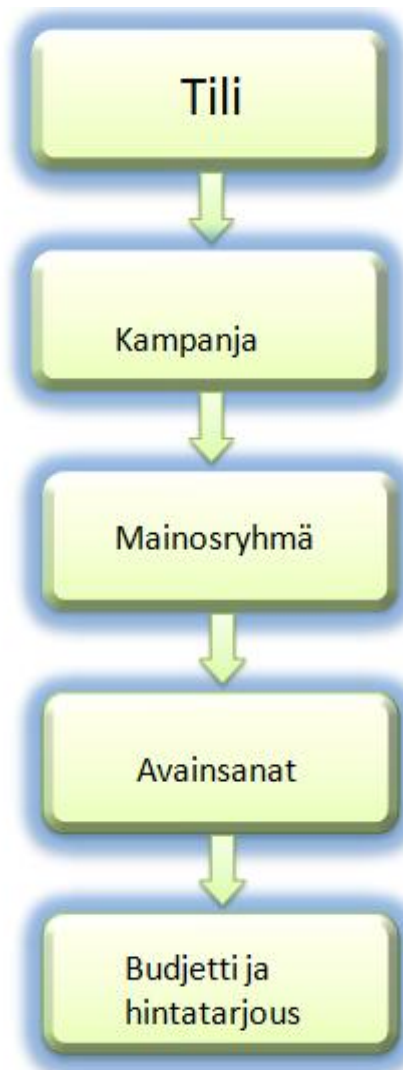 Tili
Kampanja
Mainosryhmä
Avainsanat
Budjetti ja
hintatarjous